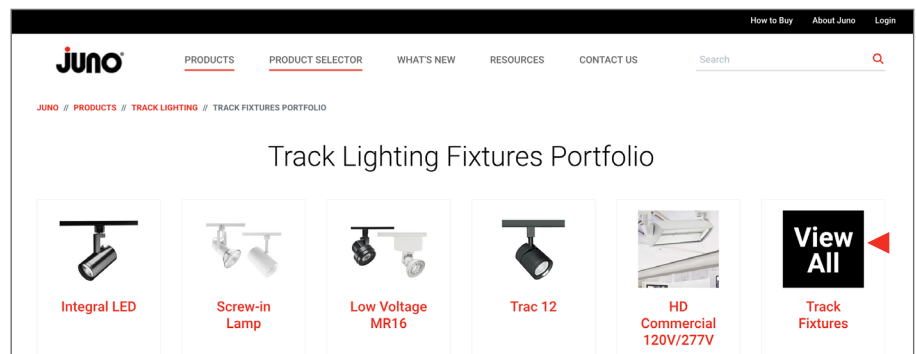 How to Buy About Juno Login
juno PRODUCTS PRODUCT SELECTOR WHAT'S NEW RESOURCES CONTACT US Search
JUNO // PRODUCTS // TRACK LIGHTING // TRACK FIXTURES PORTFOLIO
Track Lighting Fixtures Portfolio
View
All
Integral LED
Screw-in
Lamp
Low Voltage
MR16
Trac 12
HD
Commercial
120V/277V
Track
Fixtures